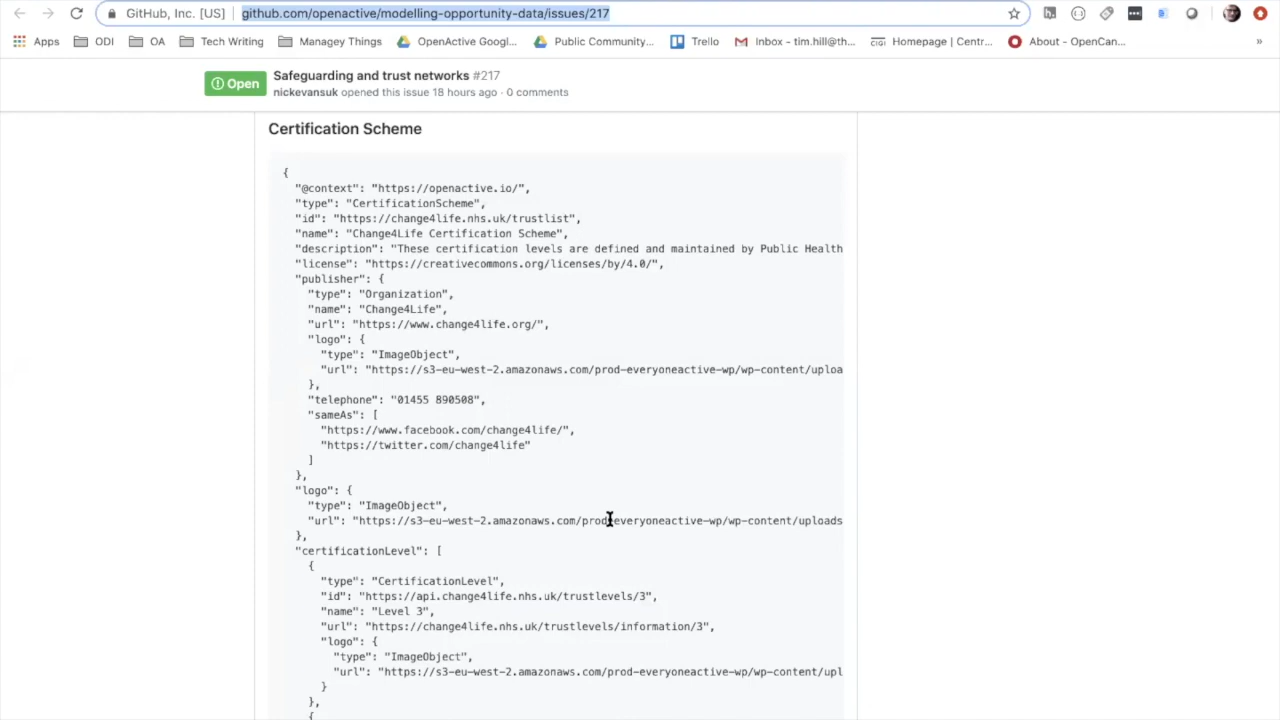 GitHub, Inc. [US]
github.com/openactive/modelling-opportunity-data/issues/217
Apps
ODI
OA
Tech Writing
Managey Things
OpenActive Googl...
Public Community...
Trello
Inbox - tim.hill@th...
CIGI
Homepage | Centr...
About - OpenCan...
»
Open
Safeguarding and trust networks #217
nickevansuk opened this issue 18 hours ago · 0 comments
Certification Scheme
{
"@context": "https://openactive.io/",
"type": "CertificationScheme",
"id": "https://change4life.nhs.uk/trustlist",
"name": "Change4Life Certification Scheme",
"description": "These certification levels are defined and maintained by Public Health
"license": "https://creativecommons.org/licenses/by/4.0/",
"publisher": {
"type": "Organization",
"name": "Change4Life",
"url": "https://www.change4life.org/",
"logo": {
"type": "ImageObject",
"url": "https://s3-eu-west-2.amazonaws.com/prod-everyoneactive-wp/wp-content/uploa
},
"telephone": "01455 890508",
"sameAs": [
"https://www.facebook.com/change4life/",
"https://twitter.com/change4life"
]
},
"logo": {
"type": "ImageObject",
"url": "https://s3-eu-west-2.amazonaws.com/prod-everyoneactive-wp/wp-content/uploads
},
"certificationLevel": [
{
"type": "CertificationLevel",
"id": "https://api.change4life.nhs.uk/trustlevels/3",
"name": "Level 3",
"url": "https://change4life.nhs.uk/trustlevels/information/3",
"logo": {
"type": "ImageObject",
"url": "https://s3-eu-west-2.amazonaws.com/prod-everyoneactive-wp/wp-content/upl
}
},
{